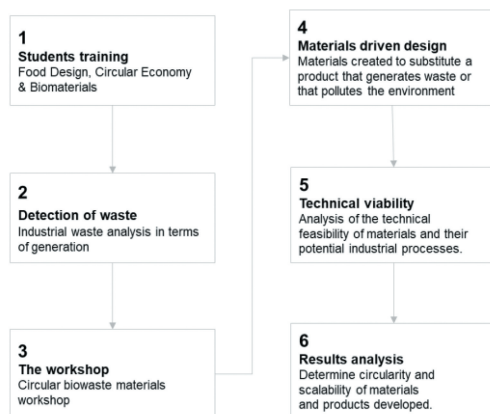 1
Students training
Food Design, Circular Economy
& Biomaterials
2
Detection of waste
Industrial waste analysis in terms
of generation
3
The workshop
Circular biowaste materials
workshop
4
Materials driven design
Materials created to substitute a
product that generates waste or
that pollutes the environment
5
Technical viability
Analysis of the technical
feasibility of materials and their
potential industrial processes.
6
Results analysis
Determine circularity and
scalability of materials
and products developed.